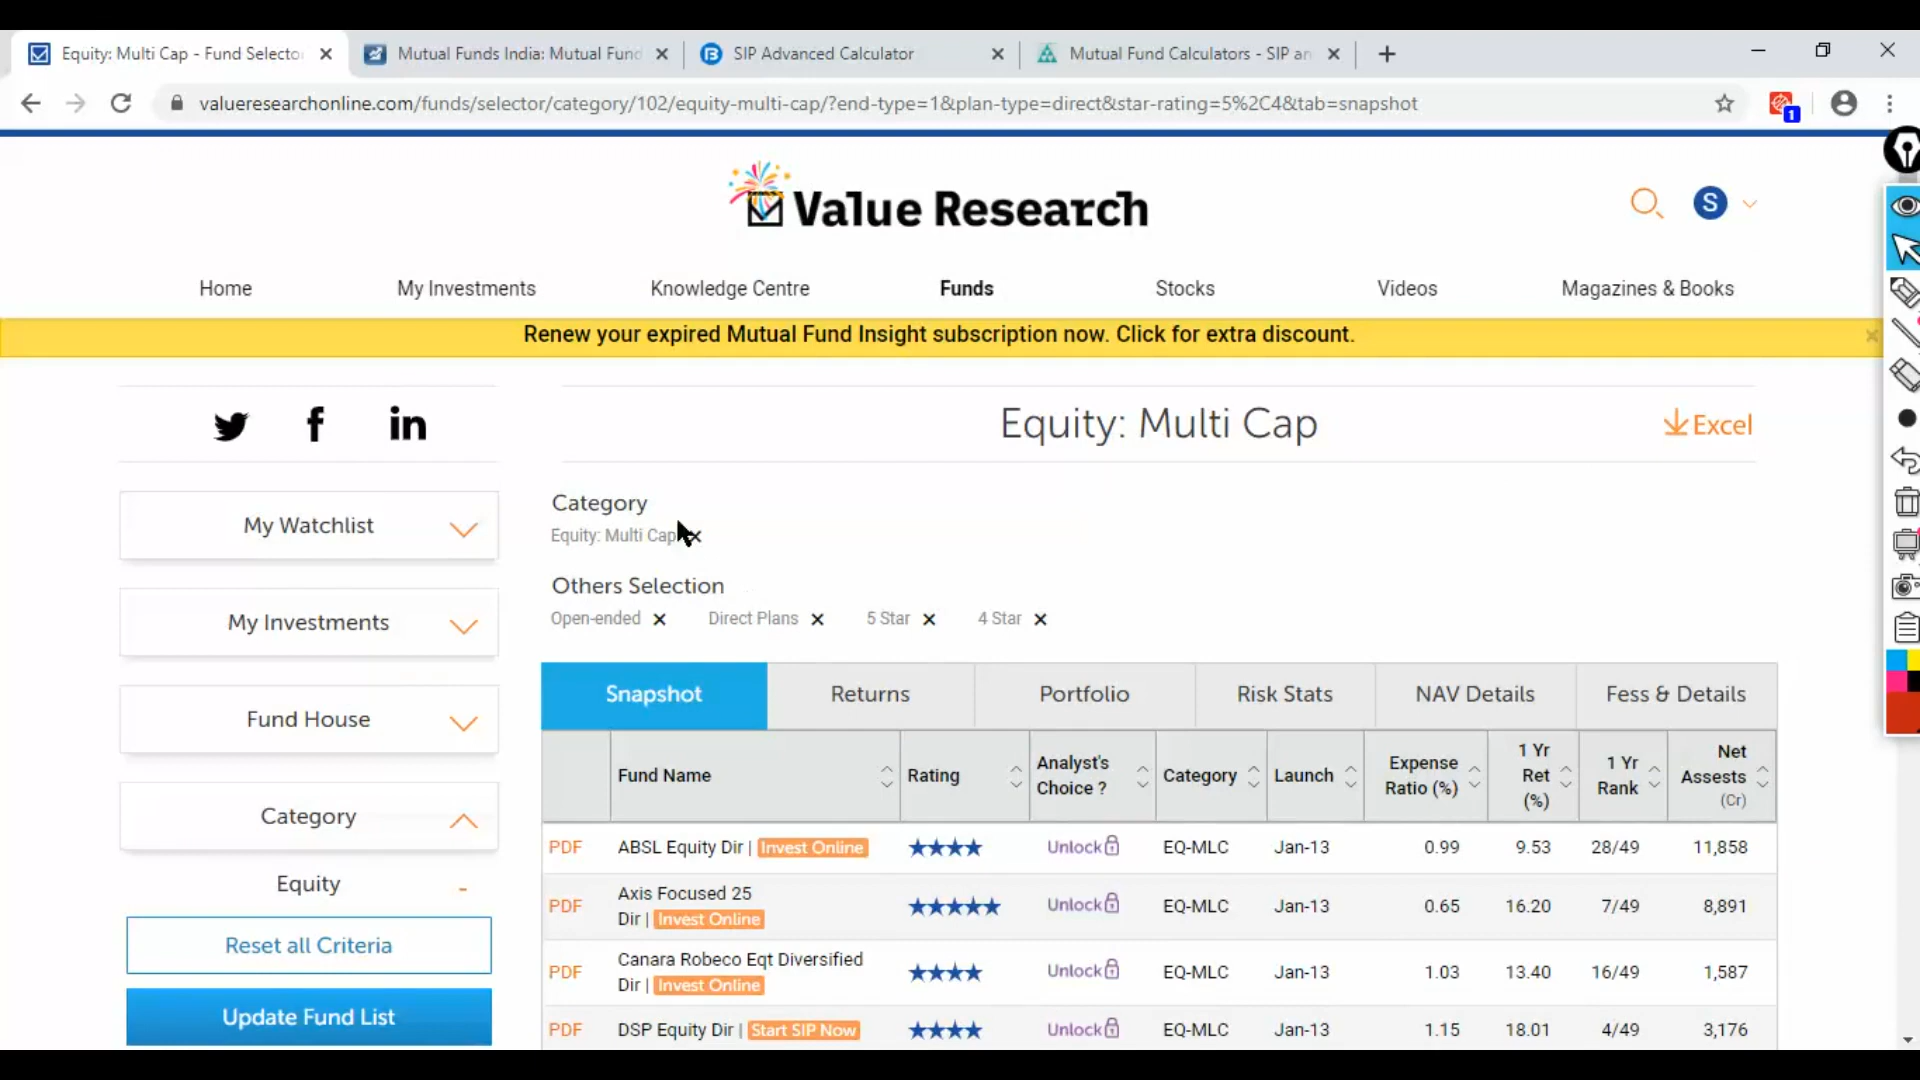 Equity: Multi Cap - Fund Selecto
Mutual Funds India: Mutual Fund
SIP Advanced Calculator
Mutual Fund Calculators - SIP an
valueresearchonline.com/funds/selector/category/102/equity-multi-cap/?end-type=1&plan-type=direct&star-rating=5%2C4&tab=snapshot
1
Value Research
S
Home My Investments Knowledge Centre Funds Stocks Videos Magazines & Books
Renew your expired Mutual Fund Insight subscription now. Click for extra discount.
Equity: Multi Cap
Excel
My Watchlist
My Investments
Fund House
Category
Equity -
Reset all Criteria
Update Fund List
Category
Equity: Multi Cap
Others Selection
Open-ended Direct Plans 5 Star 4 Star
Snapshot Returns Portfolio Risk Stats NAV Details Fess & Details
Fund Name Rating Analyst's Choice ? Category Launch Expense Ratio (%) 1 Yr Ret (%) 1 Yr Rank Net Assests (Cr)
PDF ABSL Equity Dir | Invest Online Unlock EQ-MLC Jan-13 0.99 9.53 28/49 11,858
PDF Axis Focused 25 Dir | Invest Online Unlock EQ-MLC Jan-13 0.65 16.20 7/49 8,891
PDF Canara Robeco Eqt Diversified Dir | Invest Online Unlock EQ-MLC Jan-13 1.03 13.40 16/49 1,587
PDF DSP Equity Dir | Start SIP Now Unlock EQ-MLC Jan-13 1.15 18.01 4/49 3,176